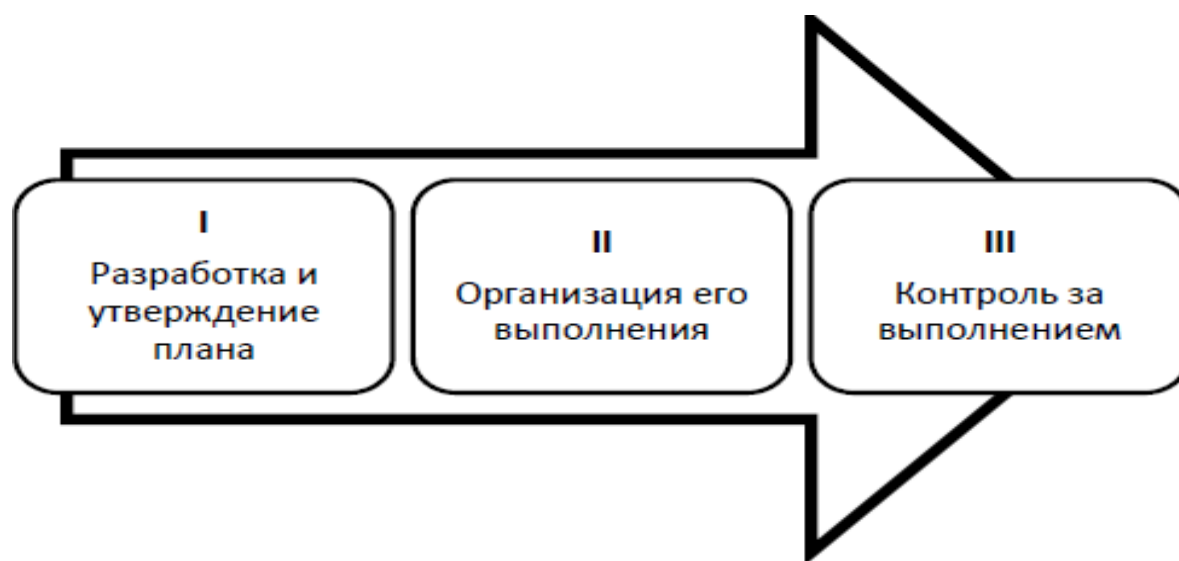 I
Разработка и
утверждение
плана
II
Организация его
выполнения
III
Контроль за
выполнением